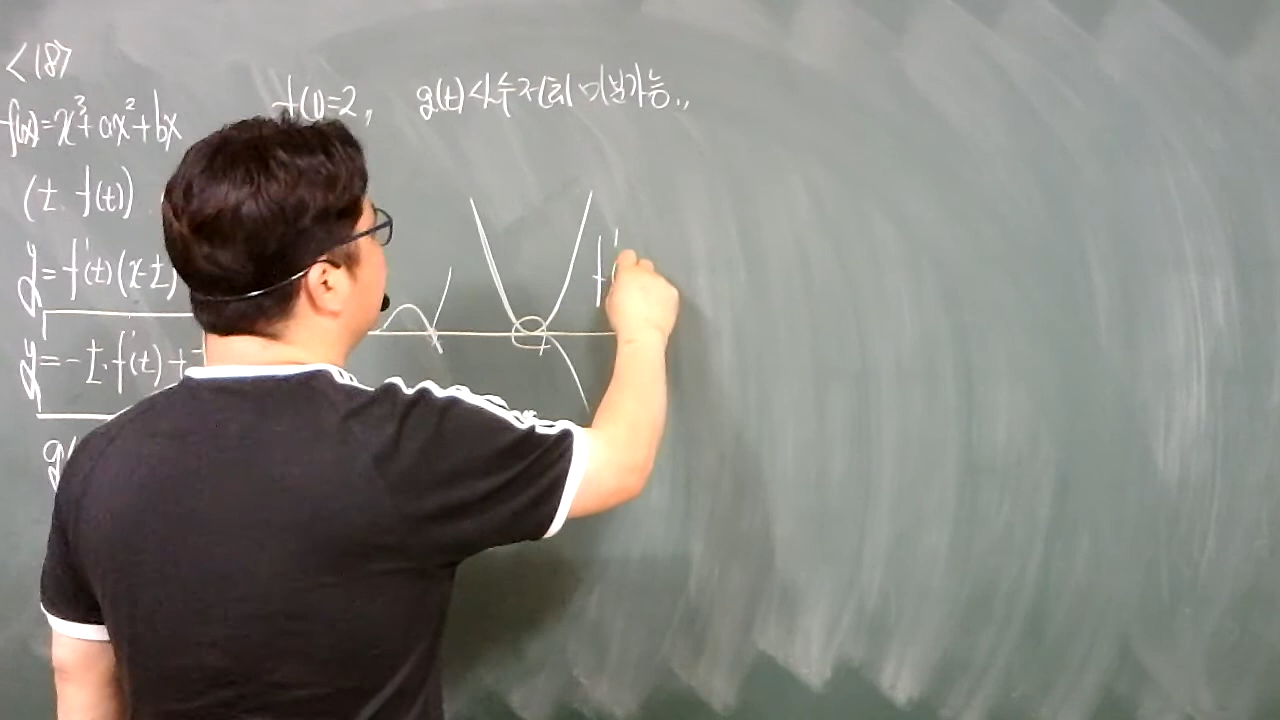 <18>
f(x)=x³+ax²+bx
f(1)=2, g(t) 실수전체 미분가능..
(t, f(t))
y=f'(t)(x-t)
y=-t·f'(t)+
g(
f'